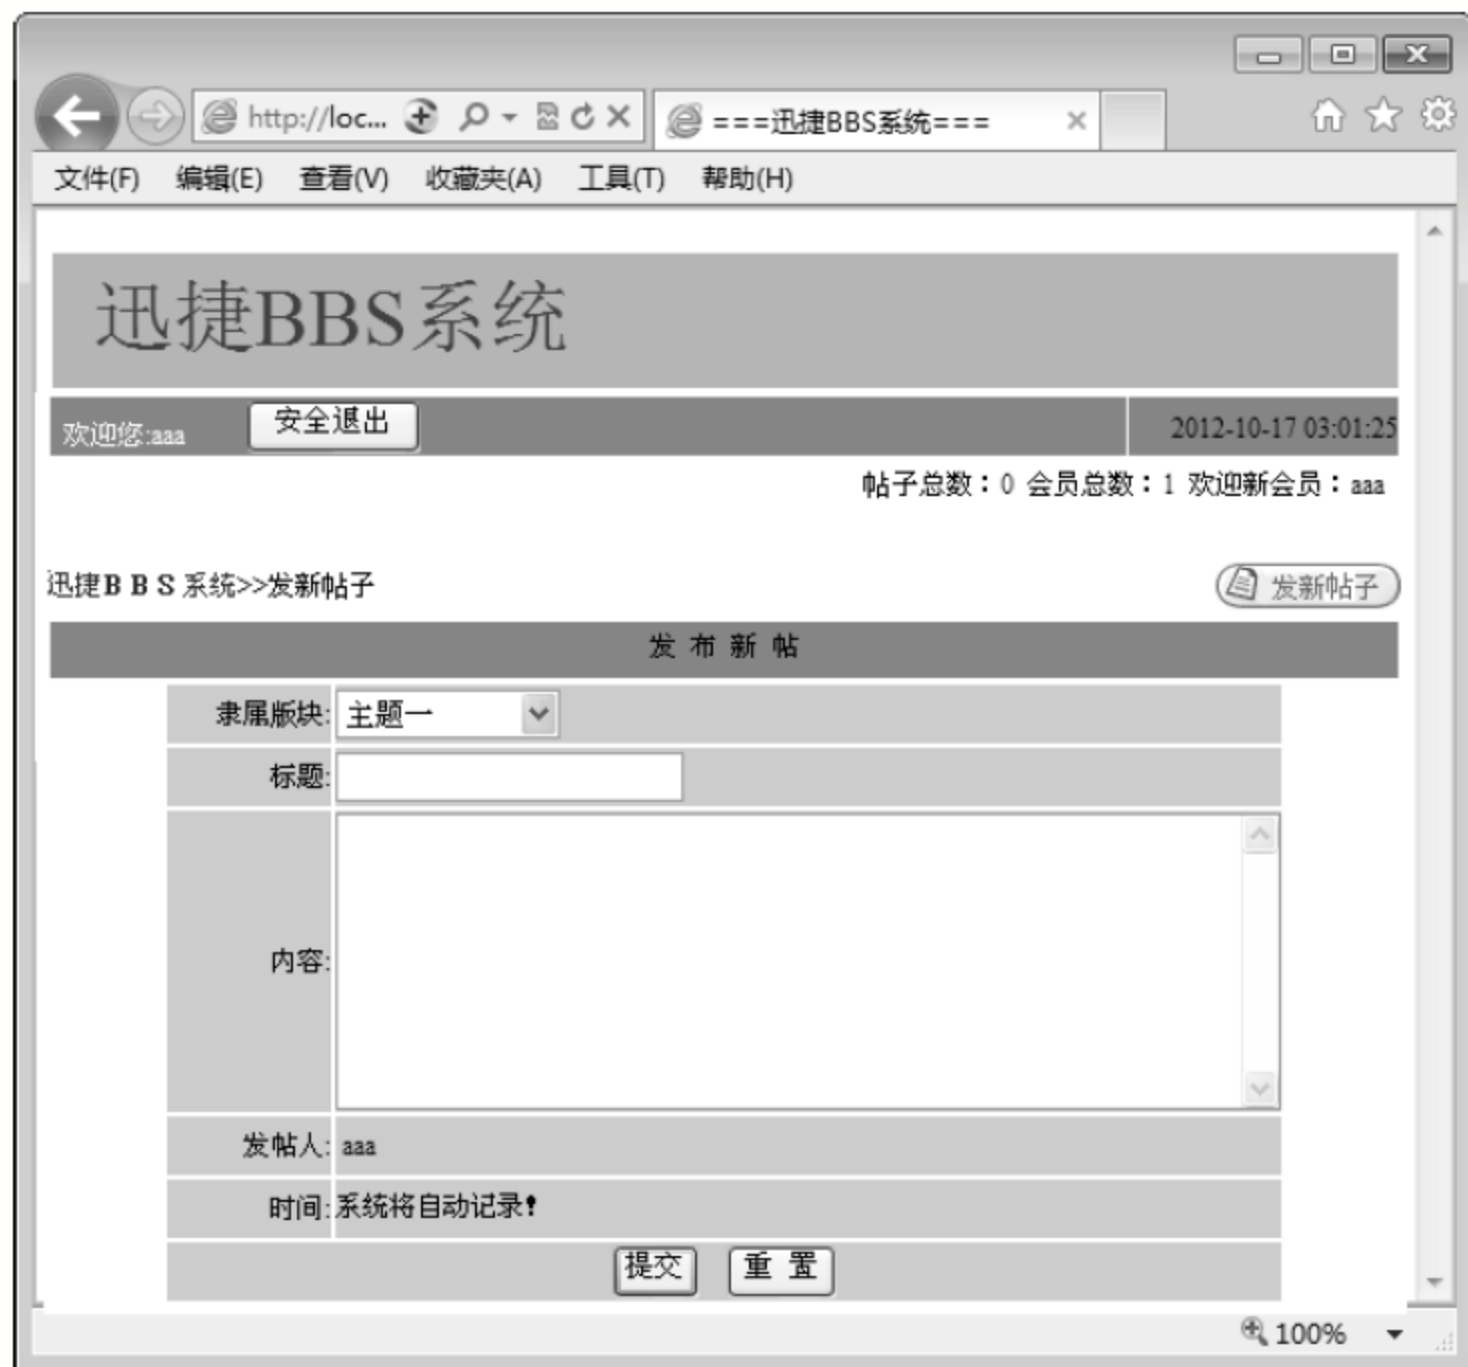 http://loc... ===迅捷BBS系统===
文件(F) 编辑(E) 查看(V) 收藏夹(A) 工具(T) 帮助(H)
迅捷BBS系统
欢迎您:aaa 安全退出 2012-10-17 03:01:25
帖子总数：0 会员总数：1 欢迎新会员：aaa
迅捷B B S 系统>>发新帖子 发新帖子
发 布 新 帖
隶属版块: 主题一
标题:
内容:
发帖人: aaa
时间: 系统将自动记录!
提交 重 置
100%